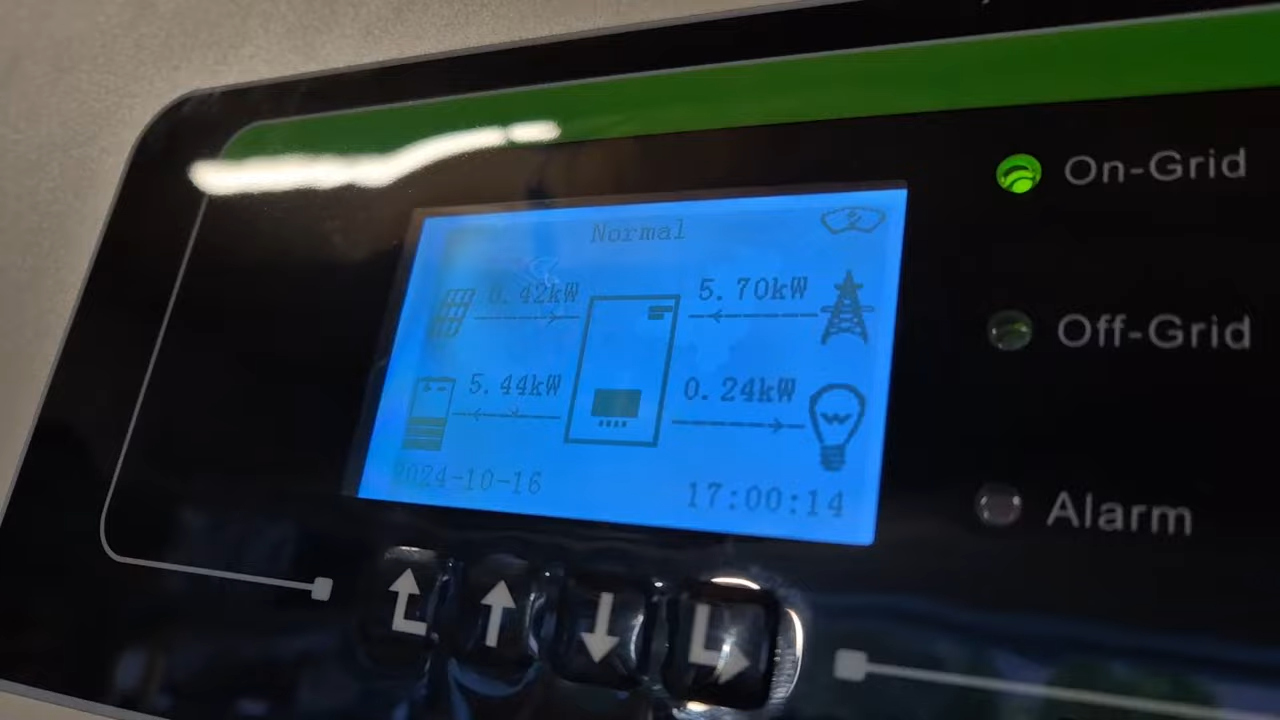 Normal
0.42kW
5.70kW
5.44kW
0.24kW
2024-10-16
17:00:14
On-Grid
Off-Grid
Alarm